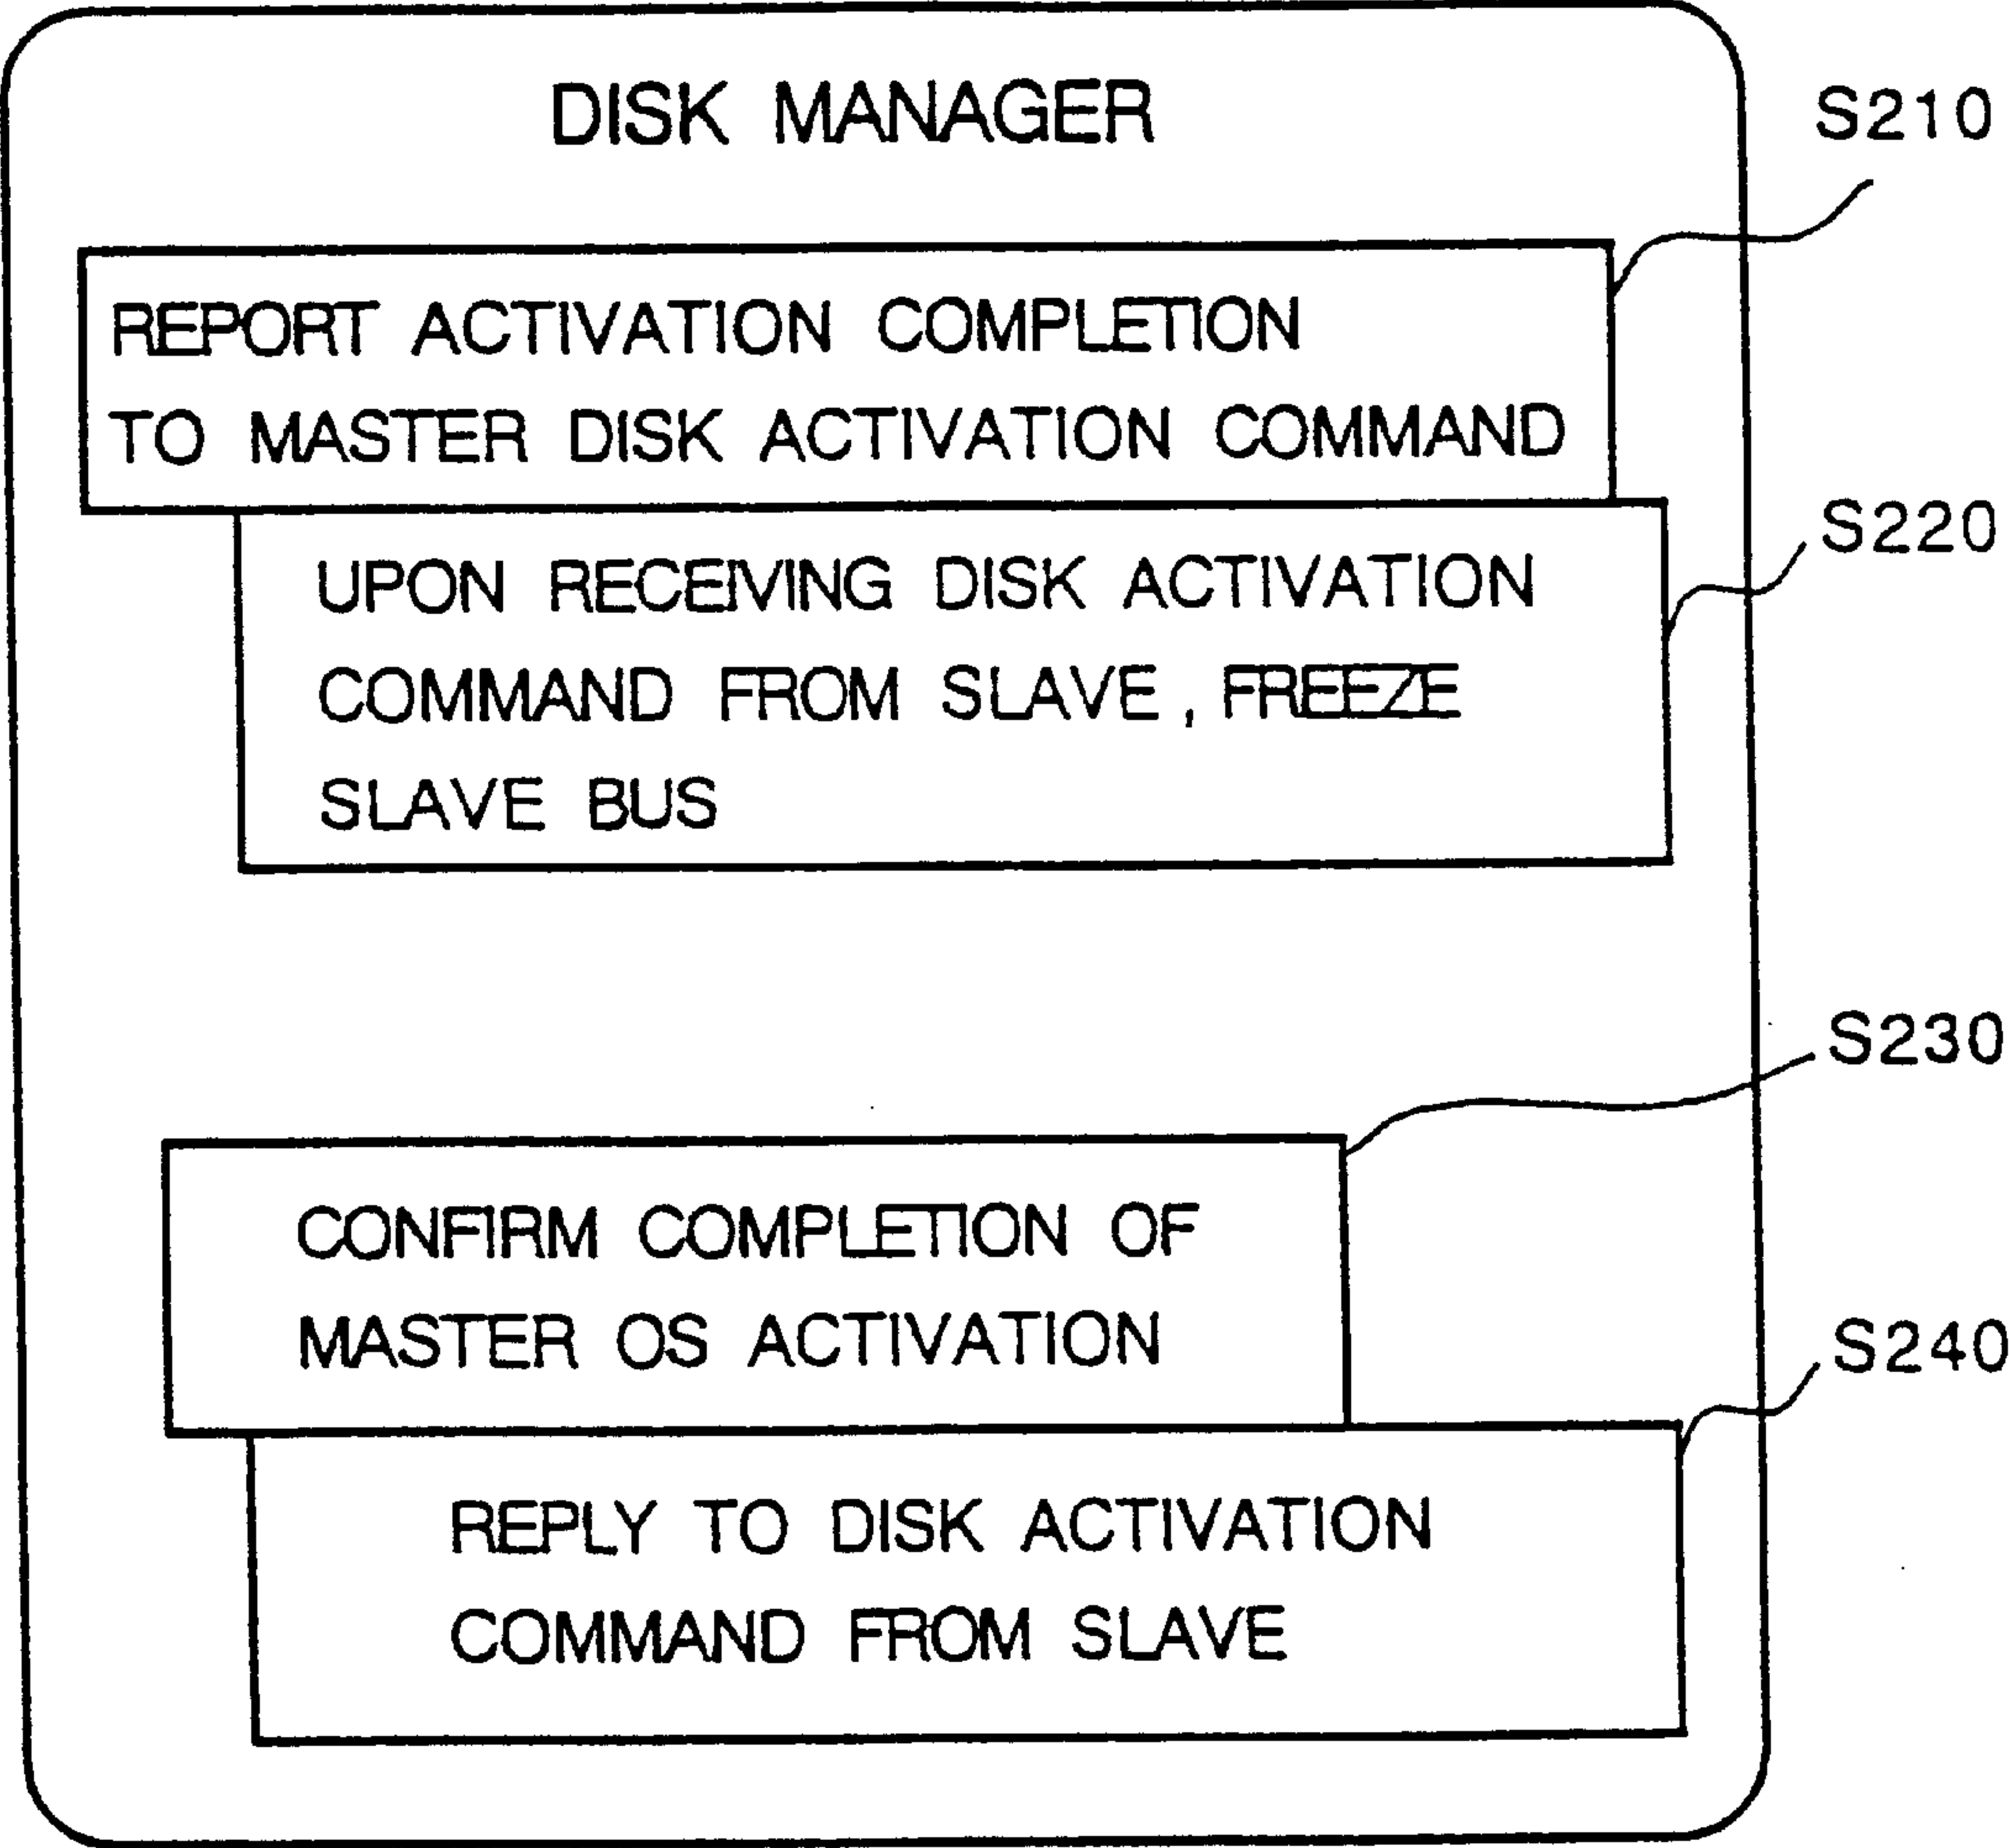 DISK MANAGER
S210
REPORT ACTIVATION COMPLETION
TO MASTER DISK ACTIVATION COMMAND
S220
UPON RECEIVING DISK ACTIVATION
COMMAND FROM SLAVE, FREEZE
SLAVE BUS
S230
CONFIRM COMPLETION OF
MASTER OS ACTIVATION
S240
REPLY TO DISK ACTIVATION
COMMAND FROM SLAVE